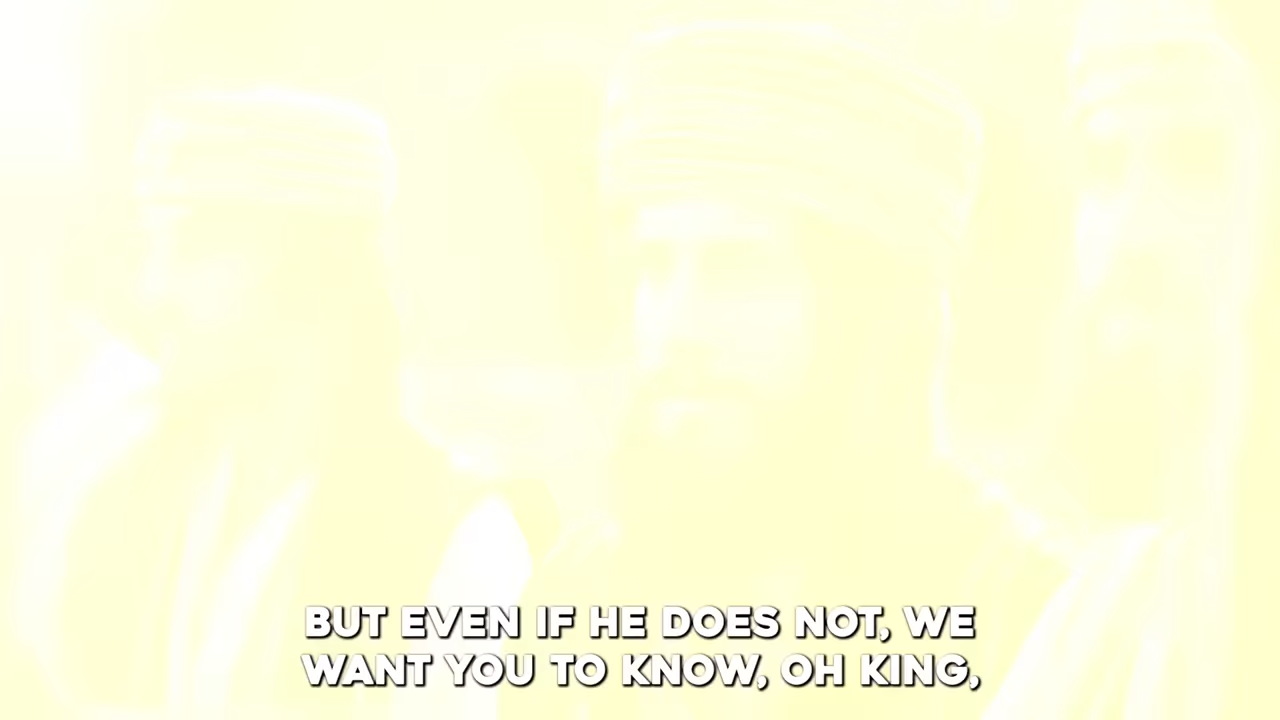 BUT EVEN IF HE DOES NOT, WE
WANT YOU TO KNOW, OH KING,